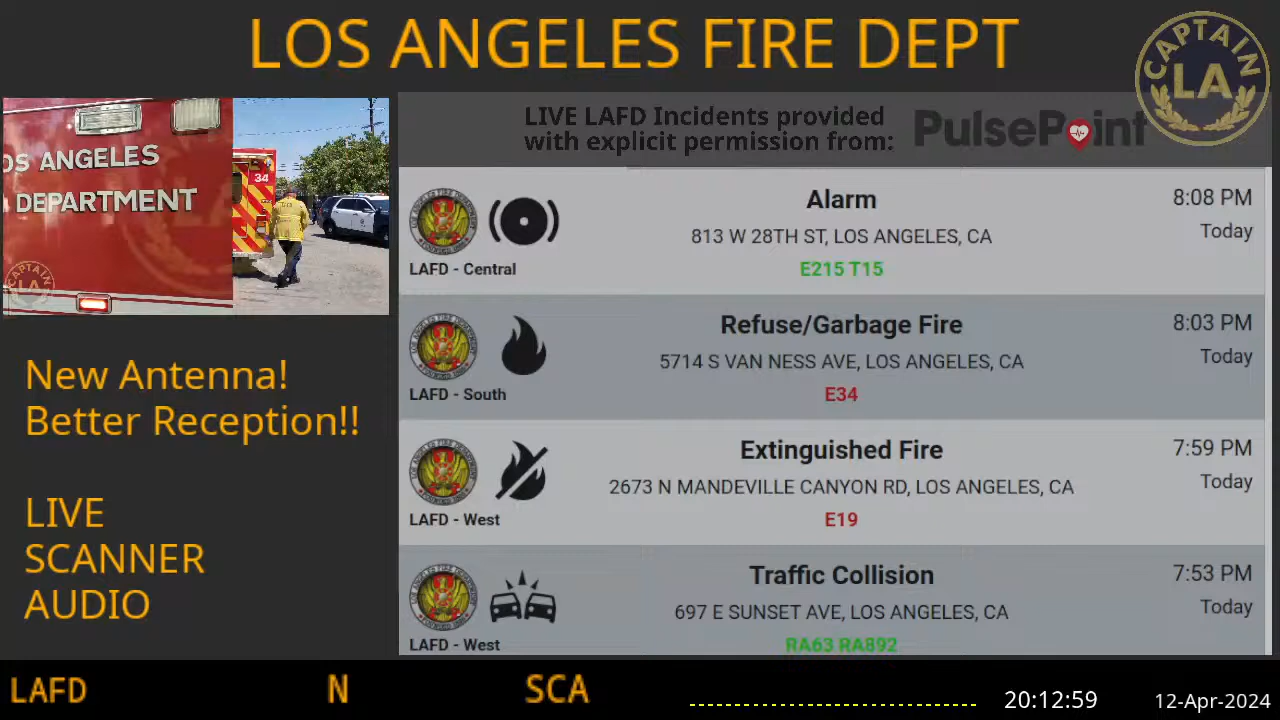 LOS ANGELES FIRE DEPT
CAPTAIN
LA
OS ANGELES
DEPARTMENT
34
CAPTAIN
LA
LIVE LAFD Incidents provided
with explicit permission from:
PulsePoint
Alarm
8:08 PM
813 W 28TH ST, LOS ANGELES, CA
Today
LAFD - Central
E215 T15
Refuse/Garbage Fire
8:03 PM
5714 S VAN NESS AVE, LOS ANGELES, CA
Today
LAFD - South
E34
Extinguished Fire
7:59 PM
2673 N MANDEVILLE CANYON RD, LOS ANGELES, CA
Today
LAFD - West
E19
Traffic Collision
7:53 PM
697 E SUNSET AVE, LOS ANGELES, CA
Today
LAFD - West
RA63 RA892
New Antenna!
Better Reception!!
LIVE
SCANNER
AUDIO
LAFD N SCA
20:12:59
12-Apr-2024